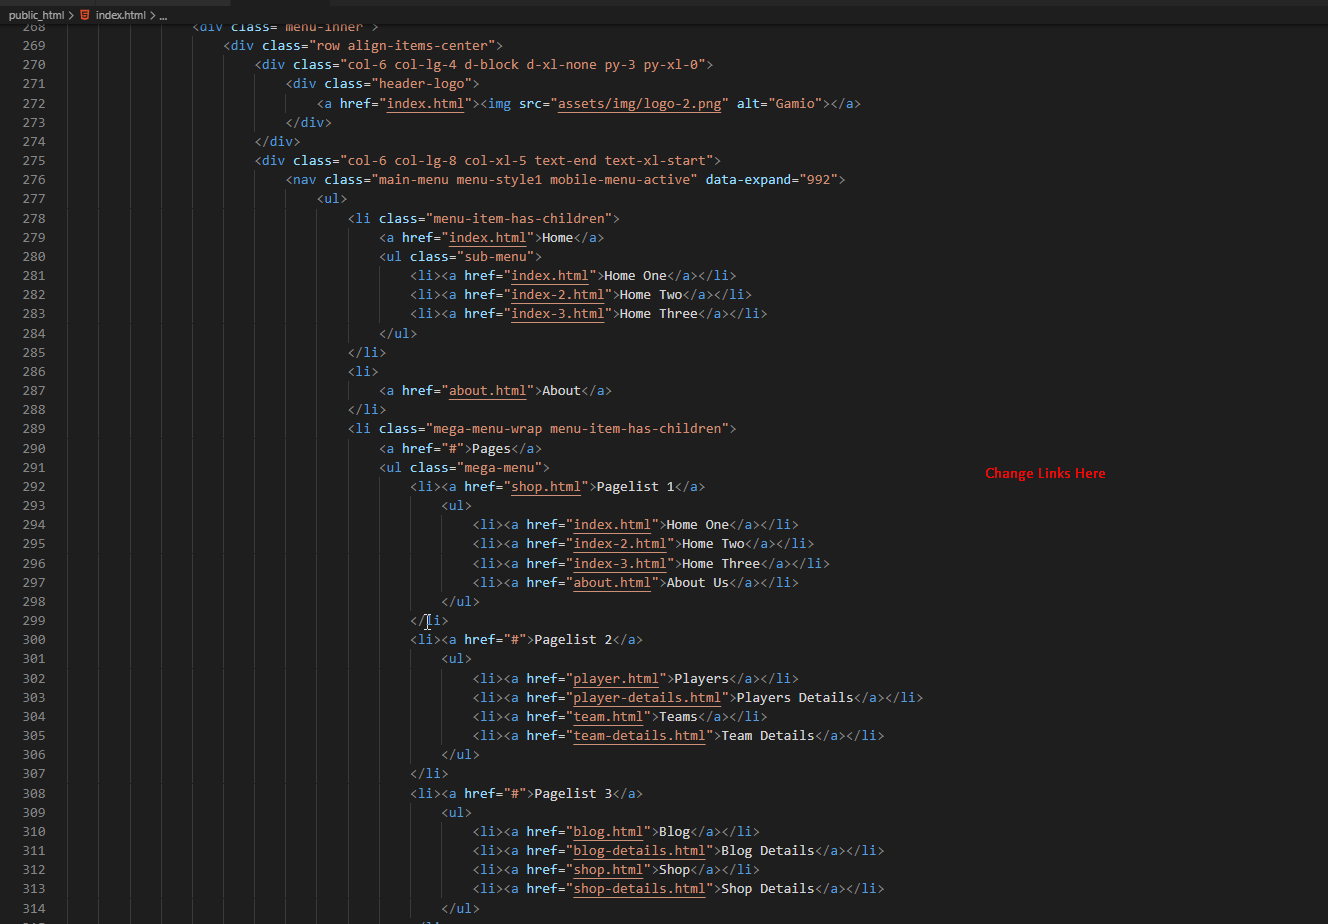 public_html > index.html > ...
268 <div class="menu-inner">
269 <div class="row align-items-center">
270 <div class="col-6 col-lg-4 d-block d-xl-none py-3 py-xl-0">
271 <div class="header-logo">
272 <a href="index.html"><img src="assets/img/logo-2.png" alt="Gamio"></a>
273 </div>
274 </div>
275 <div class="col-6 col-lg-8 col-xl-5 text-end text-xl-start">
276 <nav class="main-menu menu-style1 mobile-menu-active" data-expand="992">
277 <ul>
278 <li class="menu-item-has-children">
279 <a href="index.html">Home</a>
280 <ul class="sub-menu">
281 <li><a href="index.html">Home One</a></li>
282 <li><a href="index-2.html">Home Two</a></li>
283 <li><a href="index-3.html">Home Three</a></li>
284 </ul>
285 </li>
286 <li>
287 <a href="about.html">About</a>
288 </li>
289 <li class="mega-menu-wrap menu-item-has-children">
290 <a href="#">Pages</a>
291 <ul class="mega-menu">
Change Links Here
292 <li><a href="shop.html">Pagelist 1</a>
293 <ul>
294 <li><a href="index.html">Home One</a></li>
295 <li><a href="index-2.html">Home Two</a></li>
296 <li><a href="index-3.html">Home Three</a></li>
297 <li><a href="about.html">About Us</a></li>
298 </ul>
299 </li>
300 <li><a href="#">Pagelist 2</a>
301 <ul>
302 <li><a href="player.html">Players</a></li>
303 <li><a href="player-details.html">Players Details</a></li>
304 <li><a href="team.html">Teams</a></li>
305 <li><a href="team-details.html">Team Details</a></li>
306 </ul>
307 </li>
308 <li><a href="#">Pagelist 3</a>
309 <ul>
310 <li><a href="blog.html">Blog</a></li>
311 <li><a href="blog-details.html">Blog Details</a></li>
312 <li><a href="shop.html">Shop</a></li>
313 <li><a href="shop-details.html">Shop Details</a></li>
314 </ul>